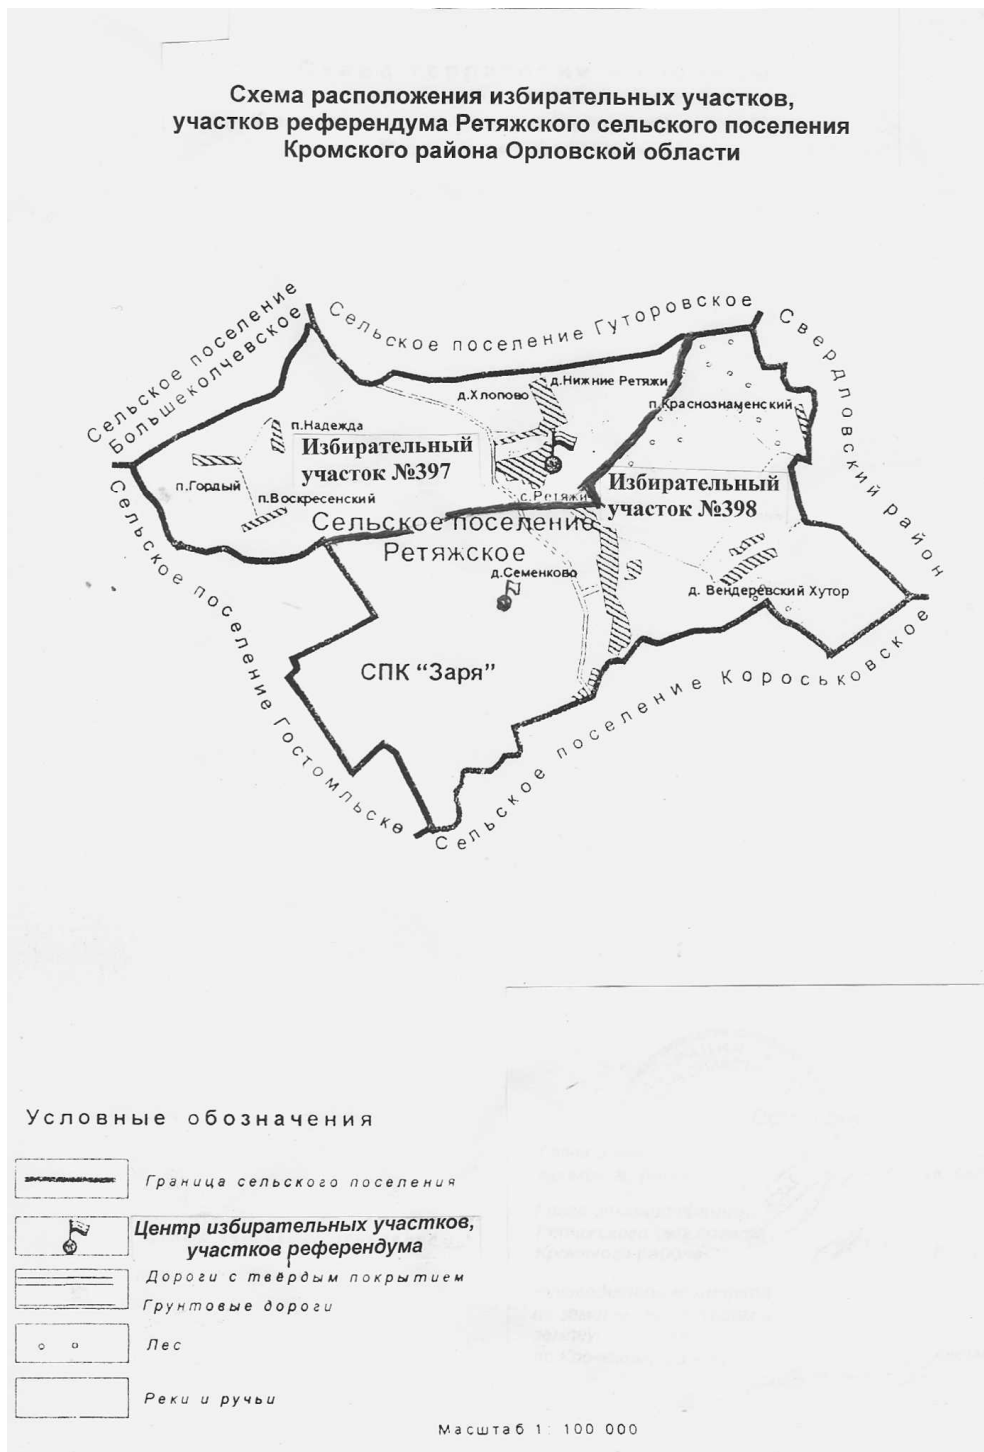 Схема расположения избирательных участков,
участков референдума Ретяжского сельского поселения
Кромского района Орловской области
Сельское поселение
Большеколчевское
Сельское поселение Гуторовское
Свердловский район
д.Нижние Ретяжи
д.Хлопово
п.Краснознаменский
п.Надежда
Избирательный
участок №397
п.Гордый
п.Воскресенский
с.Ретяжи
Избирательный
участок №398
Сельское поселение
Ретяжское
д.Семенково
д. Вендеревский Хутор
СПК “Заря”
Сельское поселение Гостомльске
Сельское поселение Короськовское
Условные обозначения
Граница сельского поселения
Центр избирательных участков,
участков референдума
Дороги с твёрдым покрытием
Грунтовые дороги
Лес
Реки и ручьи
Масштаб 1: 100 000